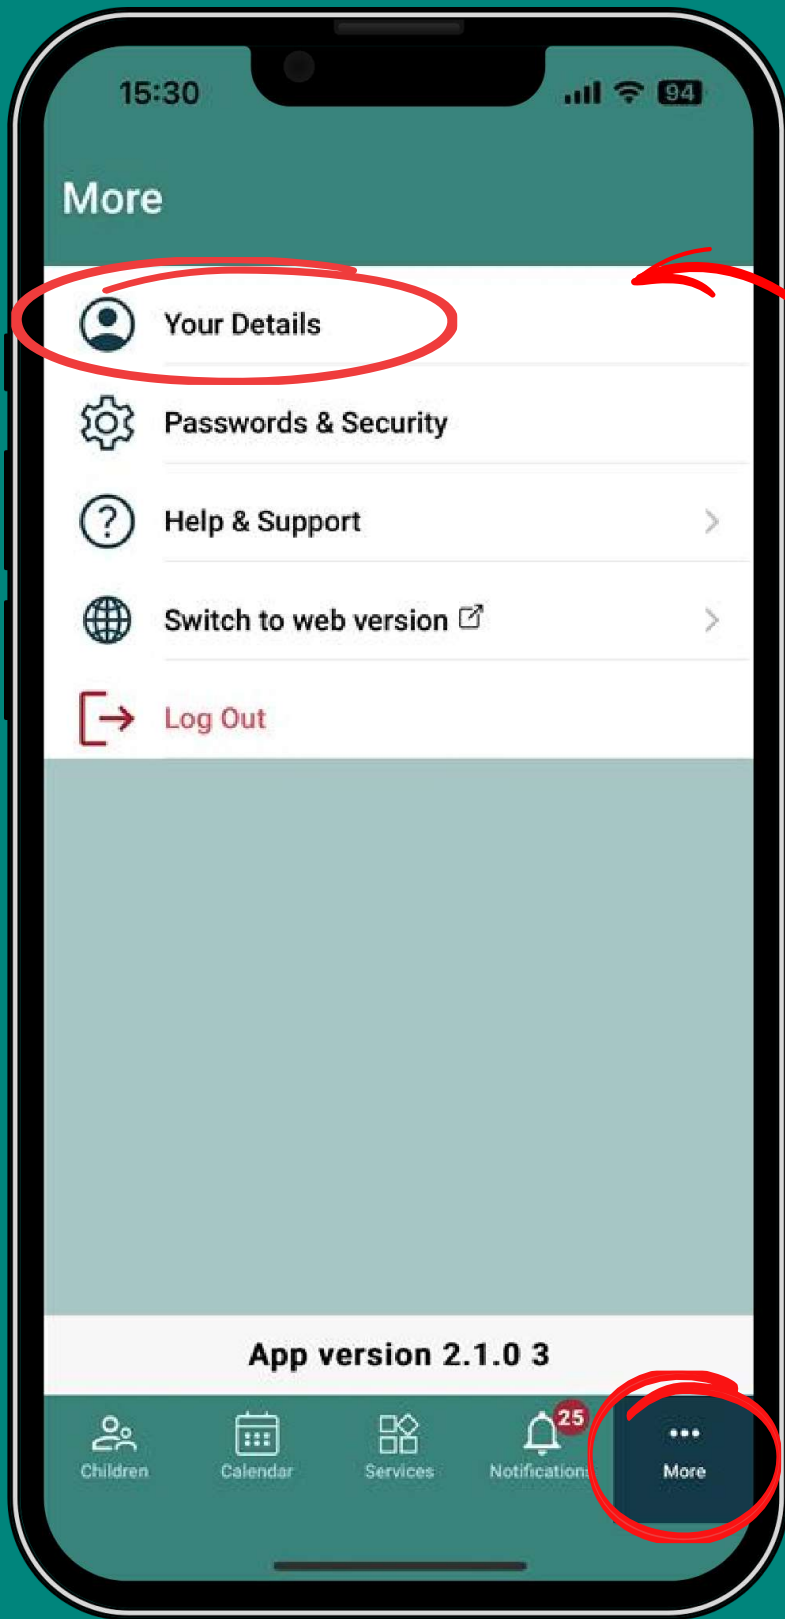 15:30
94
More
Your Details
Passwords & Security
Help & Support
Switch to web version
Log Out
App version 2.1.0 3
25
Children
Calendar
Services
Notifications
More